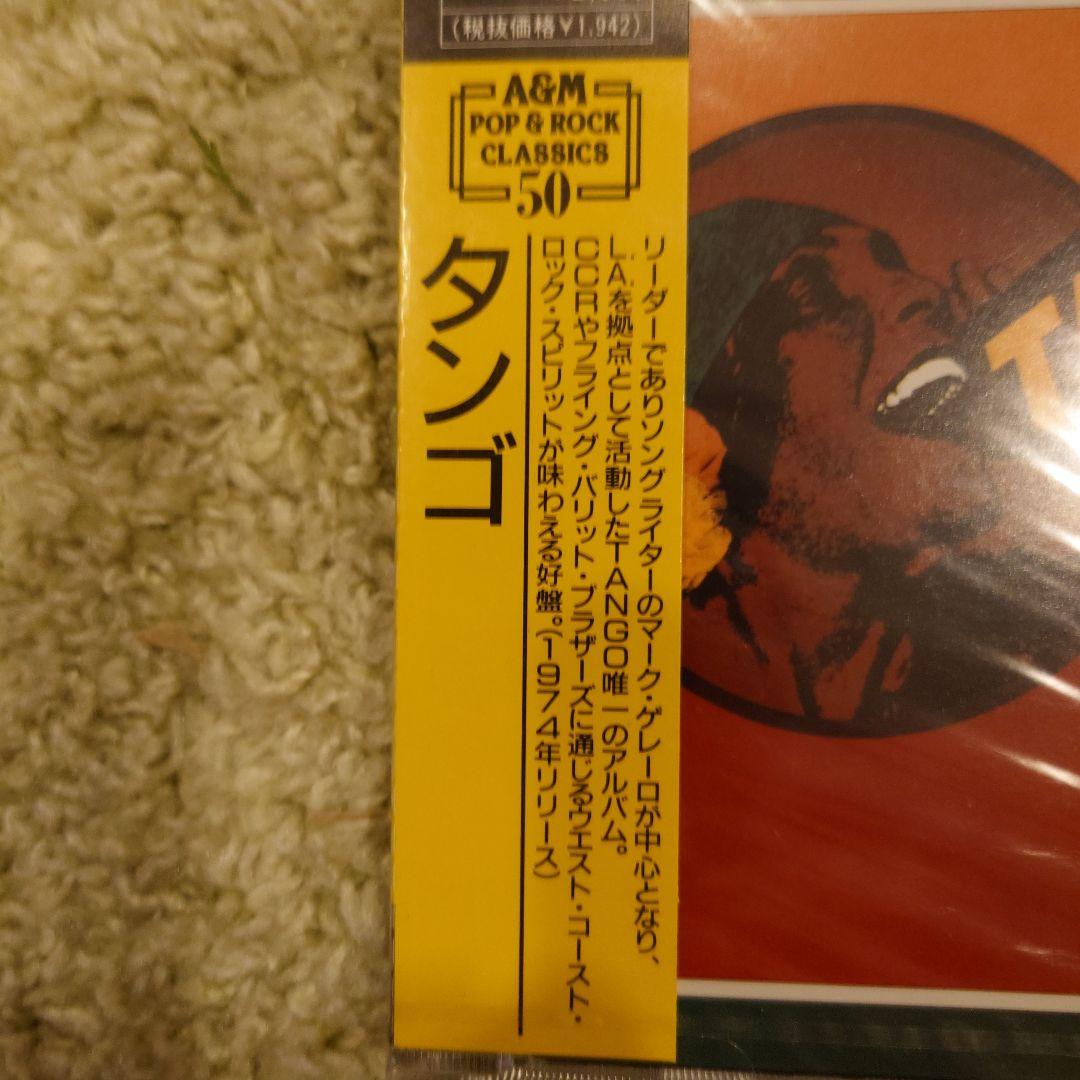 (税抜価格¥1,942)
A&M
POP & ROCK
CLASSICS
50
リーダーでありソングライターのマーク・ゲレーロが中心となり、
L.A.を拠点として活動したTANGO唯一のアルバム。
CCRやフライング・バリット・ブラザーズに通じるウエスト・コースト・
ロック・スピリットが味わえる好盤。(1974年リリース)
タンゴ